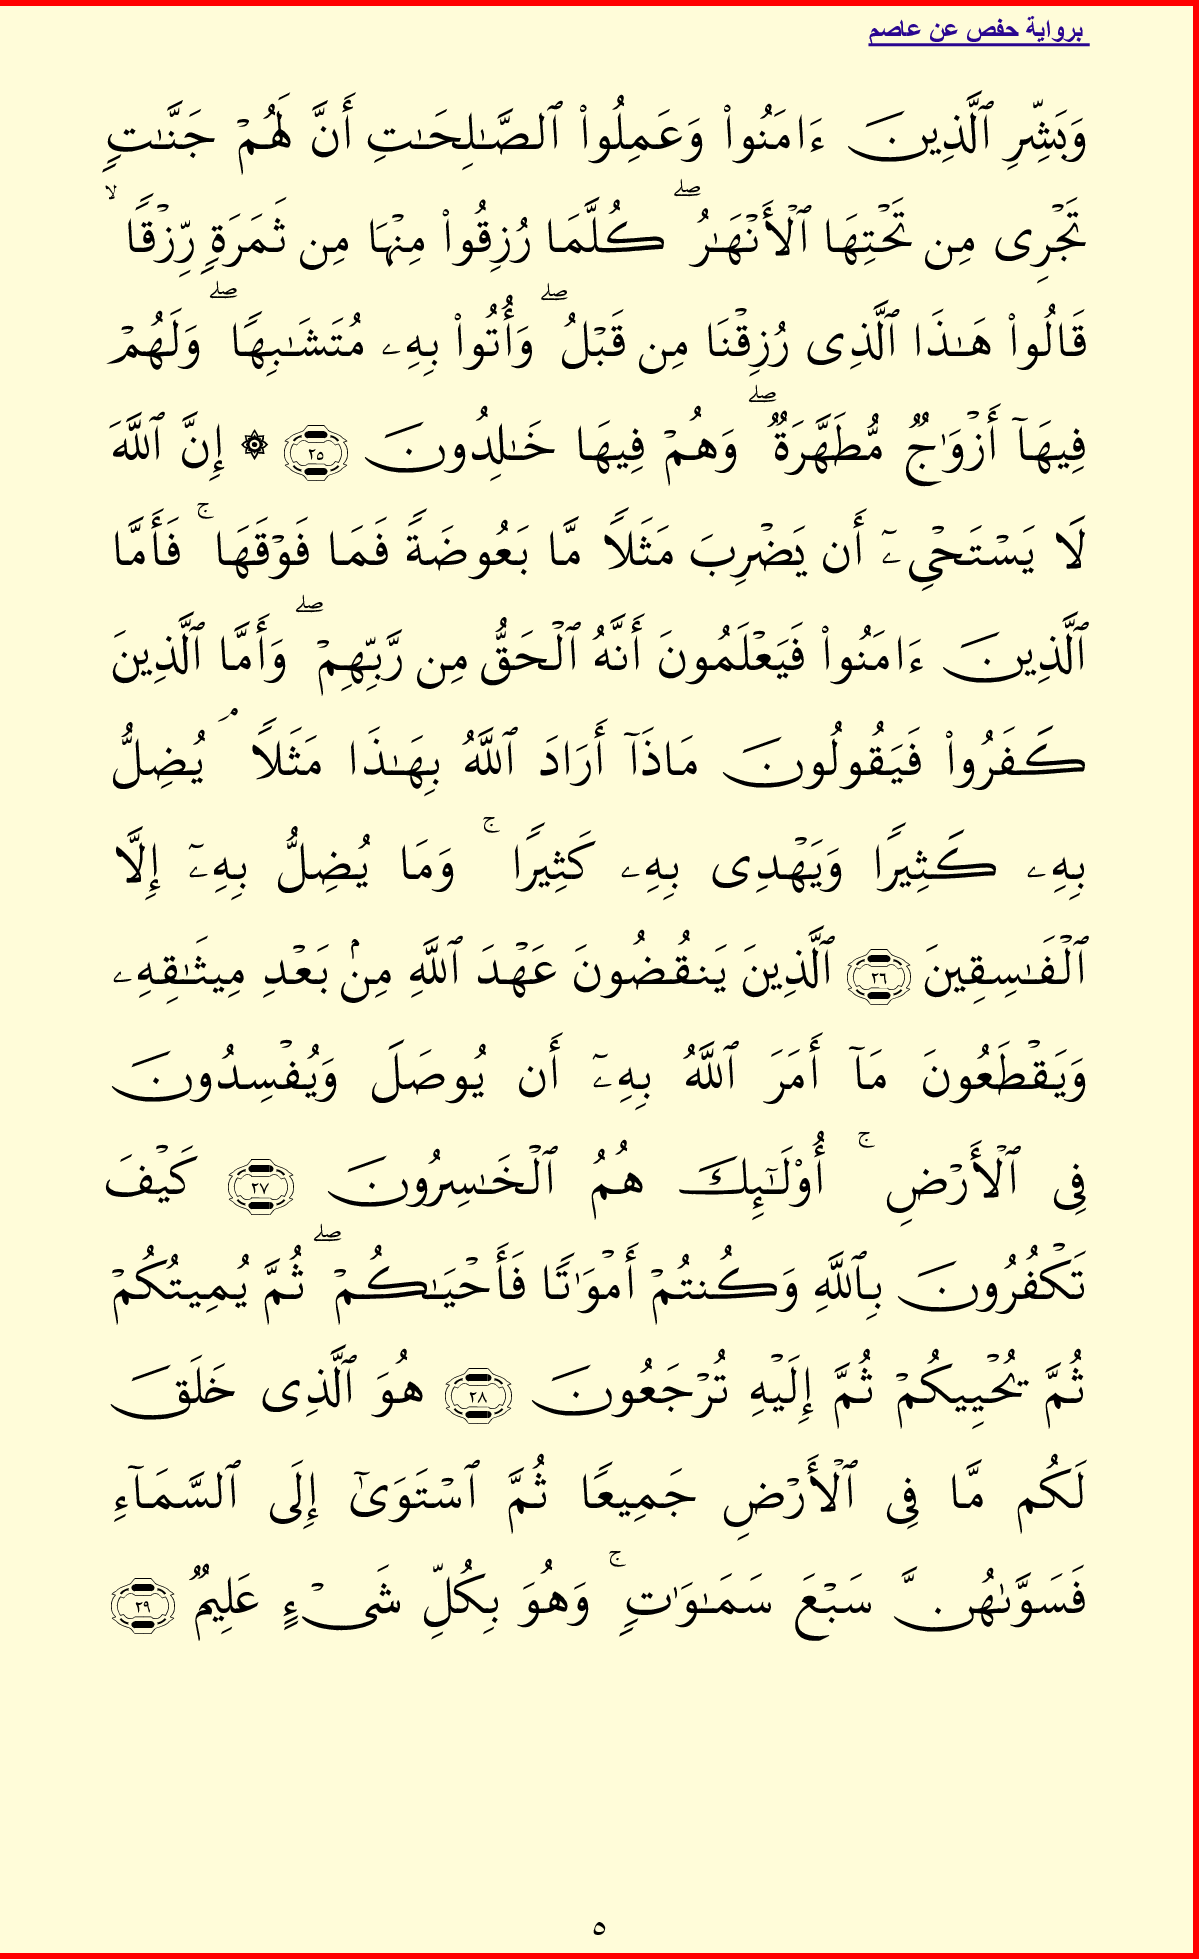 برواية حفص عن عاصم
وَبَشِّرِ ٱلَّذِينَ ءَامَنُوا۟ وَعَمِلُوا۟ ٱلصَّـٰلِحَـٰتِ أَنَّ لَهُمْ جَنَّـٰتٍ
تَجْرِى مِن تَحْتِهَا ٱلْأَنْهَـٰرُ ۖ كُلَّمَا رُزِقُوا۟ مِنْهَا مِن ثَمَرَةٍ رِّزْقًا ۙ
قَالُوا۟ هَـٰذَا ٱلَّذِى رُزِقْنَا مِن قَبْلُ ۖ وَأُتُوا۟ بِهِۦ مُتَشَـٰبِهًا ۖ وَلَهُمْ
فِيهَآ أَزْوَٰجٌ مُّطَهَّرَةٌ ۖ وَهُمْ فِيهَا خَـٰلِدُونَ ٢٥ ۞ إِنَّ ٱللَّهَ
لَا يَسْتَحْىِۦٓ أَن يَضْرِبَ مَثَلًا مَّا بَعُوضَةً فَمَا فَوْقَهَا ۚ فَأَمَّا
ٱلَّذِينَ ءَامَنُوا۟ فَيَعْلَمُونَ أَنَّهُ ٱلْحَقُّ مِن رَّبِّهِمْ ۖ وَأَمَّا ٱلَّذِينَ
كَفَرُوا۟ فَيَقُولُونَ مَاذَآ أَرَادَ ٱللَّهُ بِهَـٰذَا مَثَلًا ۘ يُضِلُّ
بِهِۦ كَثِيرًا وَيَهْدِى بِهِۦ كَثِيرًا ۚ وَمَا يُضِلُّ بِهِۦٓ إِلَّا
ٱلْفَـٰسِقِينَ ٢٦ ٱلَّذِينَ يَنقُضُونَ عَهْدَ ٱللَّهِ مِنۢ بَعْدِ مِيثَـٰقِهِۦ
وَيَقْطَعُونَ مَآ أَمَرَ ٱللَّهُ بِهِۦٓ أَن يُوصَلَ وَيُفْسِدُونَ
فِى ٱلْأَرْضِ ۚ أُو۟لَـٰٓئِكَ هُمُ ٱلْخَـٰسِرُونَ ٢٧ كَيْفَ
تَكْفُرُونَ بِٱللَّهِ وَكُنتُمْ أَمْوَٰتًا فَأَحْيَـٰكُمْ ۖ ثُمَّ يُمِيتُكُمْ
ثُمَّ يُحْيِيكُمْ ثُمَّ إِلَيْهِ تُرْجَعُونَ ٢٨ هُوَ ٱلَّذِى خَلَقَ
لَكُم مَّا فِى ٱلْأَرْضِ جَمِيعًا ثُمَّ ٱسْتَوَىٰٓ إِلَى ٱلسَّمَآءِ
فَسَوَّىٰهُنَّ سَبْعَ سَمَـٰوَٰتٍ ۚ وَهُوَ بِكُلِّ شَىْءٍ عَلِيمٌ ٢٩
٥